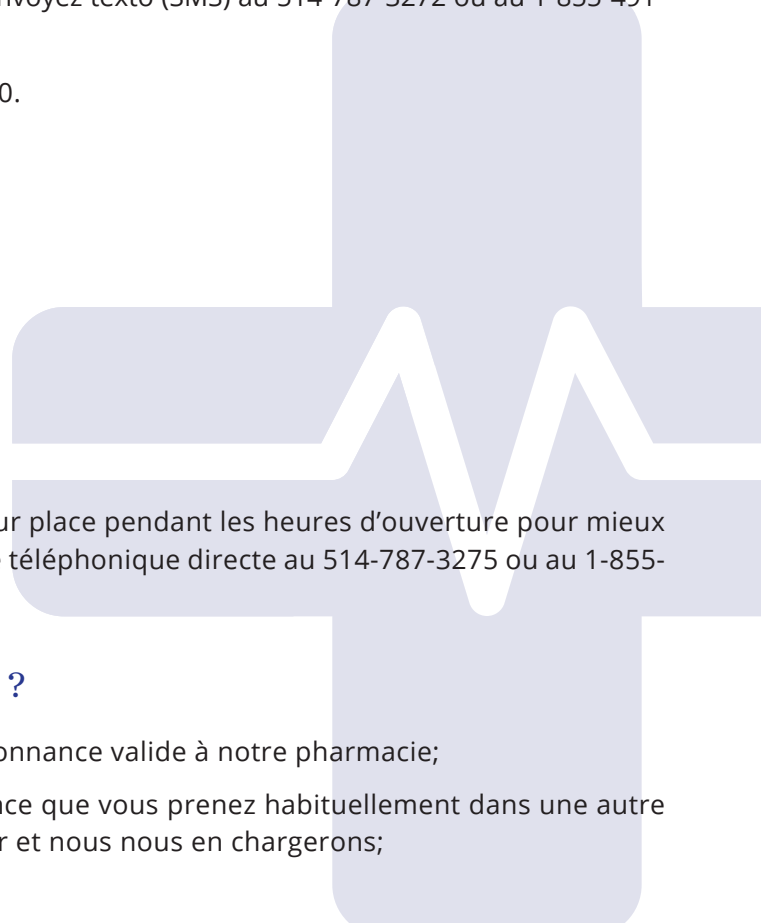 nvoyez texto (SMS) au 514-787-3272 ou au 1-855-491-
0.
ur place pendant les heures d’ouverture pour mieux
téléphonique directe au 514-787-3275 ou au 1-855-
?
onnance valide à notre pharmacie;
nce que vous prenez habituellement dans une autre
r et nous nous en chargerons;